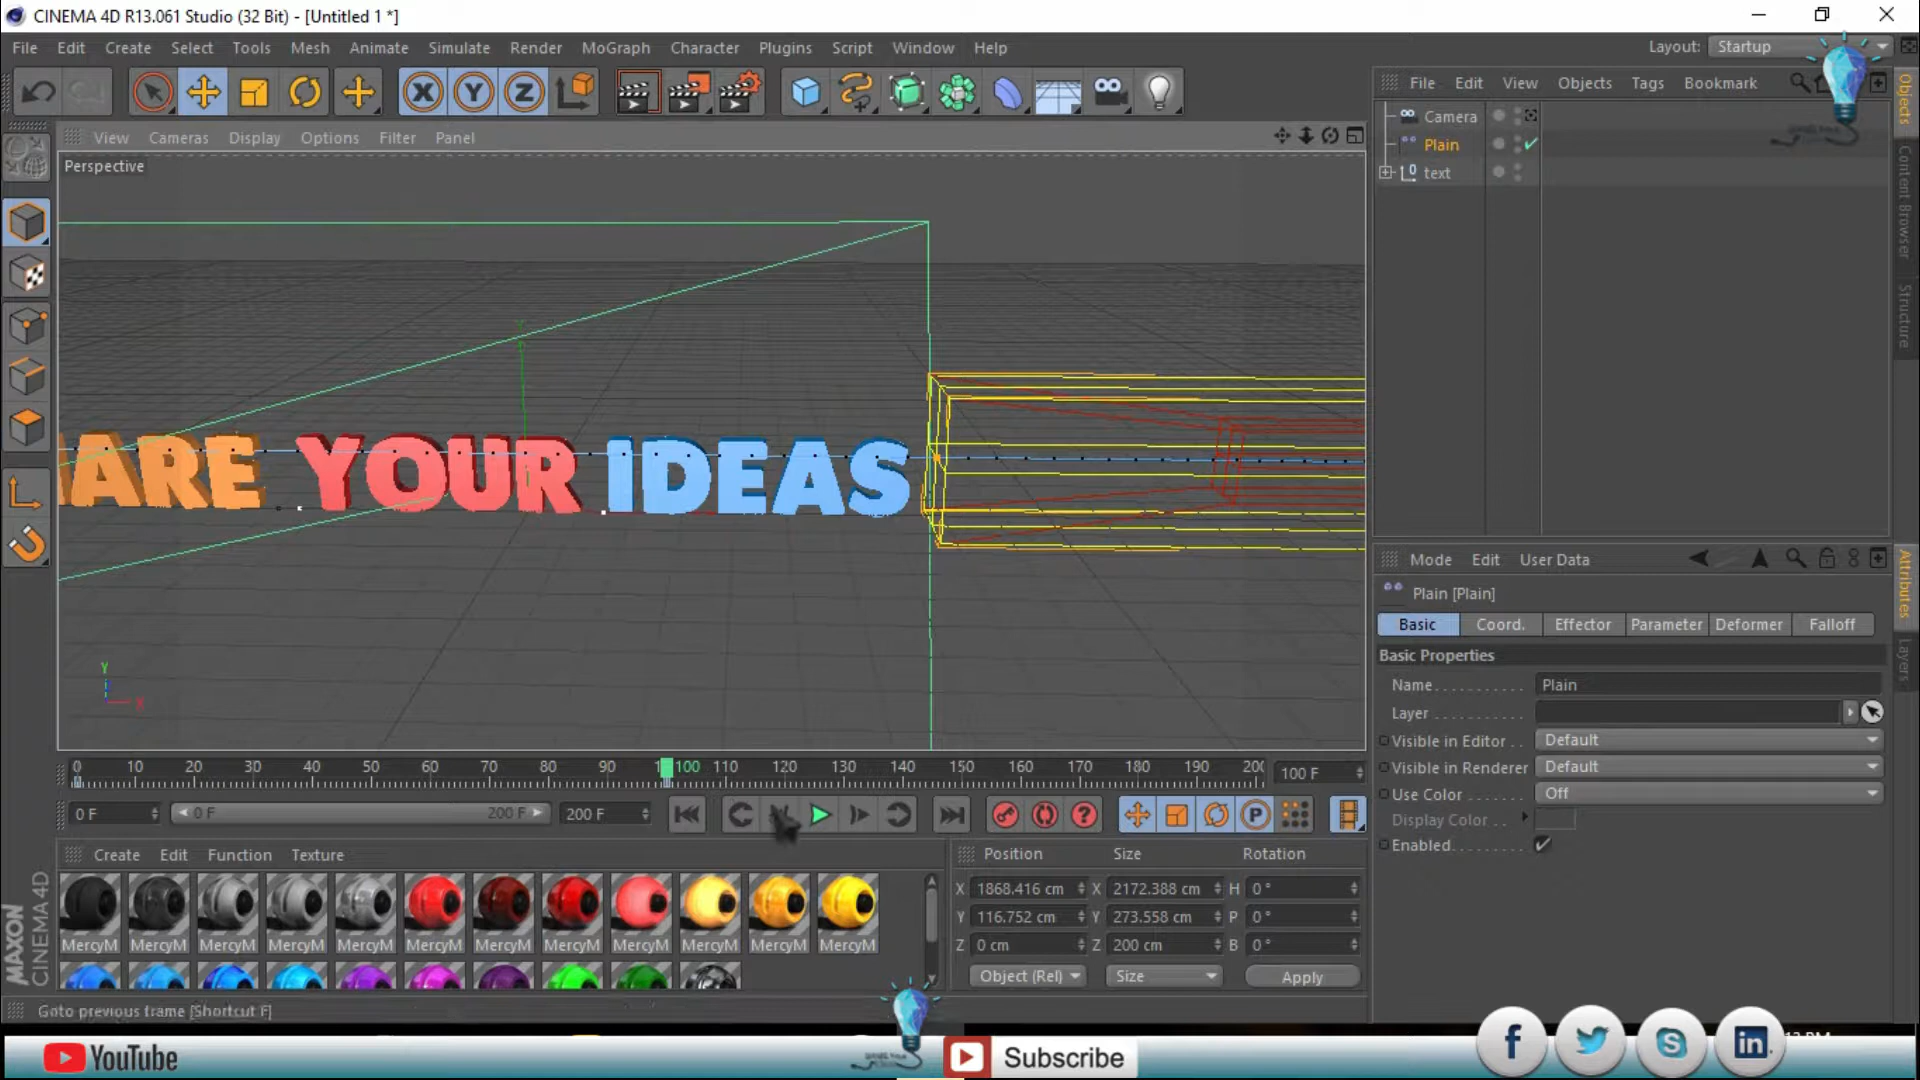 CINEMA 4D R13.061 Studio (32 Bit) - [Untitled 1 *]
File Edit Create Select Tools Mesh Animate Simulate Render MoGraph Character Plugins Script Window Help
Layout: Startup
X Y Z
File Edit View Objects Tags Bookmark
Objects
Content Browser
Structure
Camera
Plain
text
View Cameras Display Options Filter Panel
Perspective
ARE YOUR IDEAS
Y
X
Mode Edit User Data
Attributes
Layers
Plain [Plain]
Basic Coord. Effector Parameter Deformer Falloff
Basic Properties
Name Plain
Layer
Visible in Editor Default
Visible in Renderer Default
Use Color Off
Display Color
Enabled
0 10 20 30 40 50 60 70 80 90 100 110 120 130 140 150 160 170 180 190 20
100 F
0 F
0 F 200 F
200 F
P
Create Edit Function Texture
MercyM MercyM MercyM MercyM MercyM MercyM MercyM MercyM MercyM MercyM MercyM MercyM
Position Size Rotation
X 1868.416 cm X 2172.388 cm H 0 °
Y 116.752 cm Y 273.558 cm P 0 °
Z 0 cm Z 200 cm B 0 °
Object (Rel) Size Apply
MAXON
CINEMA 4D
Goto previous frame [Shortcut F]
YouTube
Subscribe
f
S
in